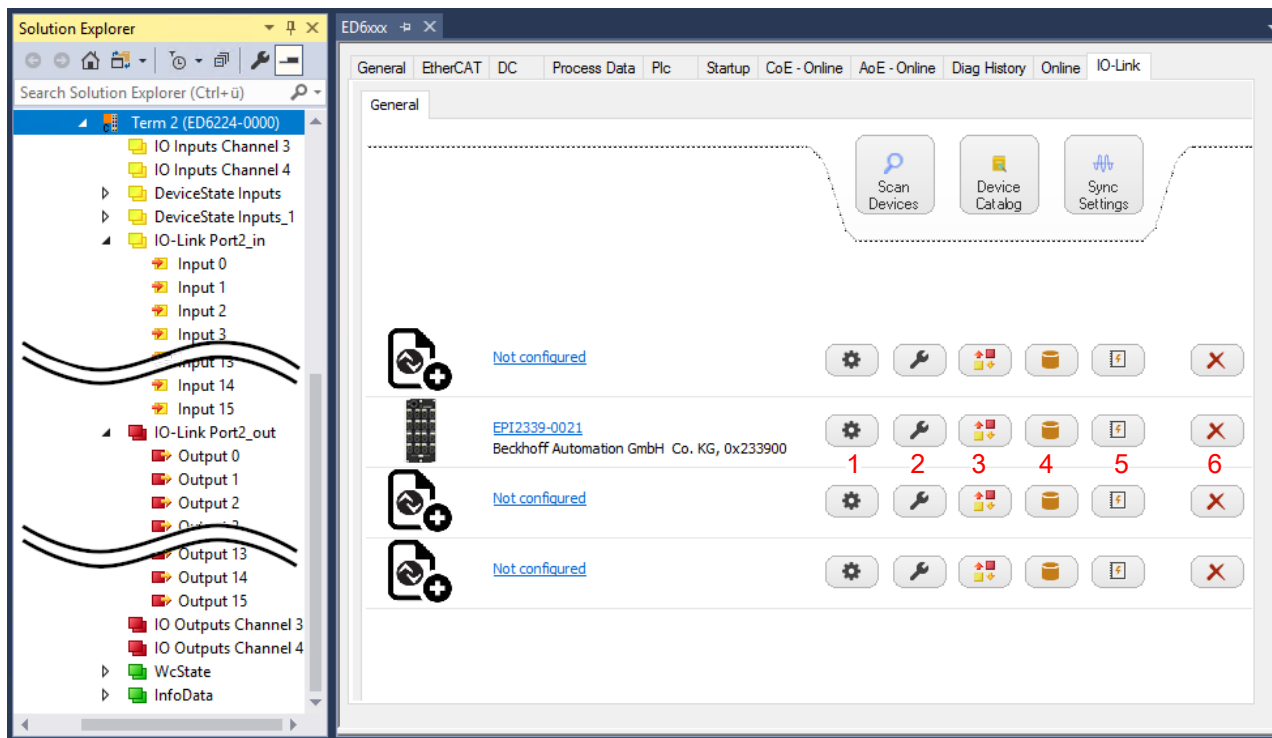 Solution Explorer
Search Solution Explorer (Ctrl+ü)
Term 2 (ED6224-0000)
IO Inputs Channel 3
IO Inputs Channel 4
DeviceState Inputs
DeviceState Inputs_1
IO-Link Port2_in
Input 0
Input 1
Input 2
Input 3
Input 13
Input 14
Input 15
IO-Link Port2_out
Output 0
Output 1
Output 2
Output 13
Output 14
Output 15
IO Outputs Channel 3
IO Outputs Channel 4
WcState
InfoData
ED6xxx
General EtherCAT DC Process Data Plc Startup CoE - Online AoE - Online Diag History Online IO-Link
General
Scan Devices
Device Catalog
Sync Settings
Not configured
EPI2339-0021
Beckhoff Automation GmbH Co. KG, 0x233900
1 2 3 4 5 6
Not configured
Not configured